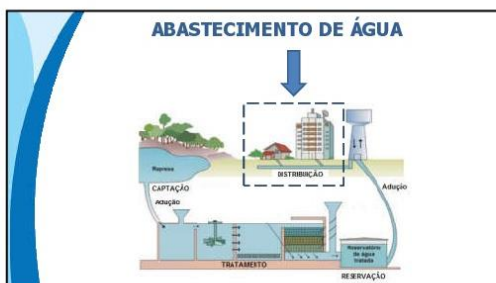 ABASTECIMENTO DE ÁGUA
Represa
CAPTAÇÃO
ADUÇÃO
DISTRIBUIÇÃO
Adução
TRATAMENTO
Reservatório
de água
tratada
RESERVAÇÃO